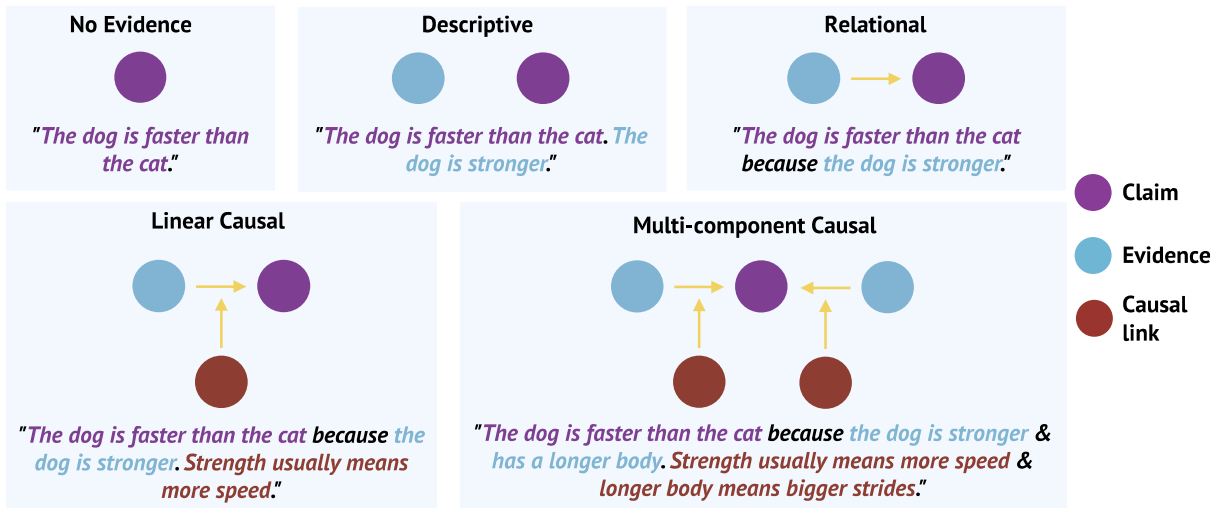 No Evidence
"The dog is faster than
the cat."
Descriptive
"The dog is faster than the cat. The
dog is stronger."
Relational
"The dog is faster than the cat
because the dog is stronger."
Claim
Evidence
Causal
link
Linear Causal
"The dog is faster than the cat because the
dog is stronger. Strength usually means
more speed."
Multi-component Causal
"The dog is faster than the cat because the dog is stronger &
has a longer body. Strength usually means more speed &
longer body means bigger strides."